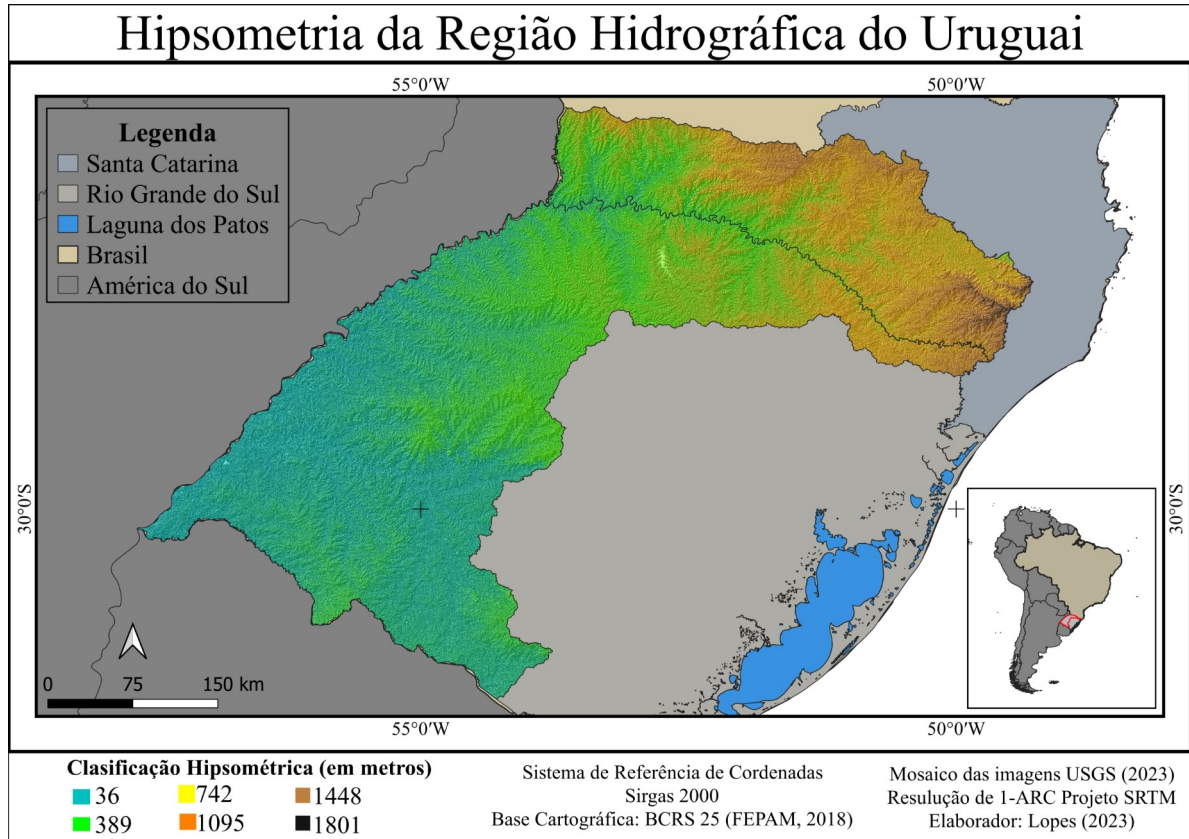 Hipsometria da Região Hidrográfica do Uruguai
55°0′W 50°0′W
Legenda
Santa Catarina
Rio Grande do Sul
Laguna dos Patos
Brasil
América do Sul
30°0′S 30°0′S
0 75 150 km
55°0′W 50°0′W
Clasificação Hipsométrica (em metros)
36 742 1448
389 1095 1801
Sistema de Referência de Cordenadas
Sirgas 2000
Base Cartográfica: BCRS 25 (FEPAM, 2018)
Mosaico das imagens USGS (2023)
Resulução de 1-ARC Projeto SRTM
Elaborador: Lopes (2023)